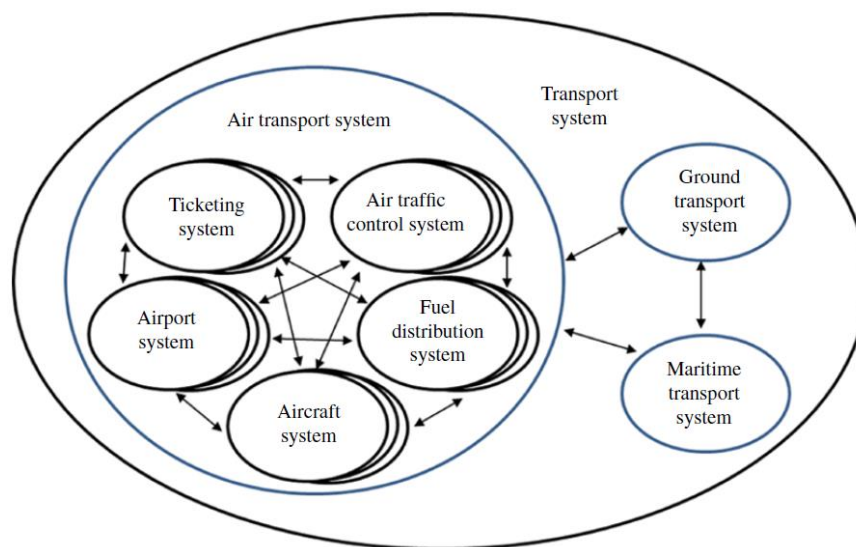 Transport
system
Air transport system
Ticketing
system
Air traffic
control system
Ground
transport
system
Airport
system
Fuel
distribution
system
Aircraft
system
Maritime
transport
system